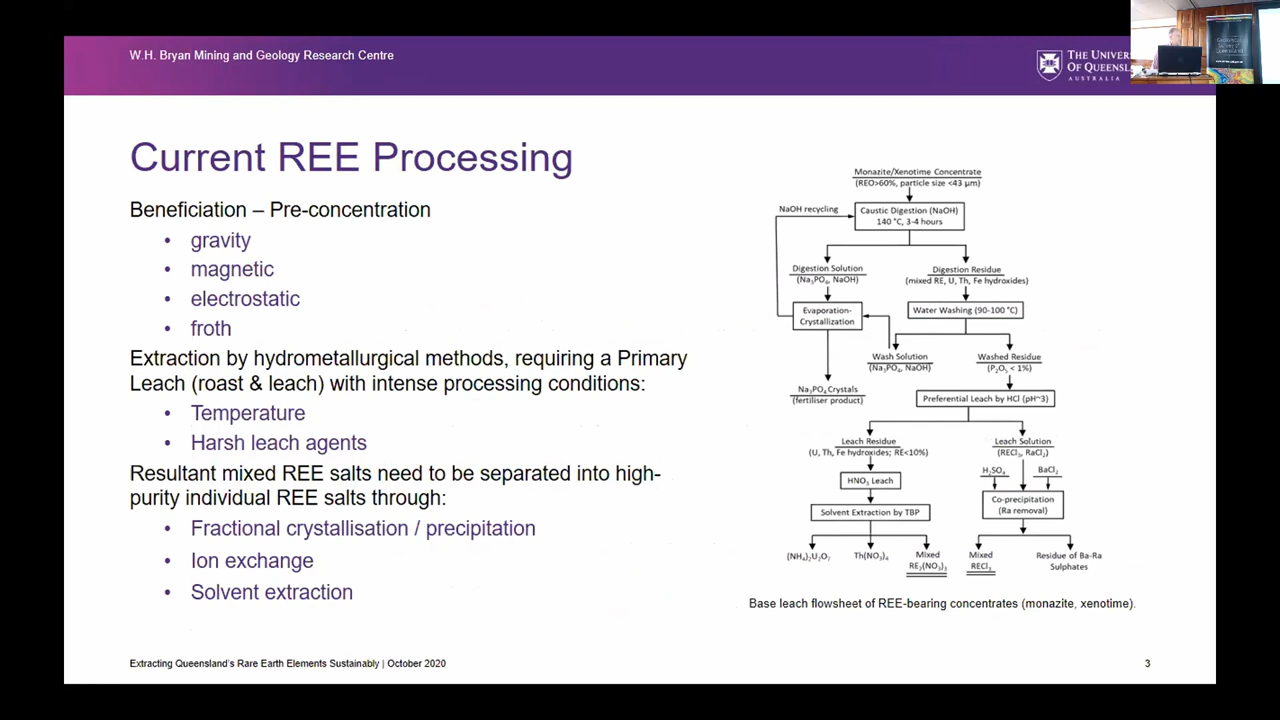 W.H. Bryan Mining and Geology Research Centre
THE UNIVER
OF QUEENSL
AUSTRALIA
Current REE Processing
Beneficiation – Pre-concentration
• gravity
• magnetic
• electrostatic
• froth
Extraction by hydrometallurgical methods, requiring a Primary
Leach (roast & leach) with intense processing conditions:
• Temperature
• Harsh leach agents
Resultant mixed REE salts need to be separated into high-
purity individual REE salts through:
• Fractional crystallisation / precipitation
• Ion exchange
• Solvent extraction
Monazite/Xenotime Concentrate
(REO>60%, particle size <43 µm)
NaOH recycling
Caustic Digestion (NaOH)
140 °C, 3-4 hours
Digestion Solution
(Na₃PO₄, NaOH)
Digestion Residue
(mixed RE, U, Th, Fe hydroxides)
Evaporation-
Crystallization
Water Washing (90-100 °C)
Wash Solution
(Na₃PO₄, NaOH)
Washed Residue
(P₂O₅ < 1%)
Na₃PO₄ Crystals
(fertiliser product)
Preferential Leach by HCl (pH~3)
Leach Residue
(U, Th, Fe hydroxides; RE<10%)
Leach Solution
(RECl₃, RaCl₂)
H₂SO₄
BaCl₂
HNO₃ Leach
Co-precipitation
(Ra removal)
Solvent Extraction by TBP
(NH₄)₂U₂O₇
Th(NO₃)₄
Mixed
RE₂(NO₃)₃
Mixed
RECl₃
Residue of Ba-Ra
Sulphates
Base leach flowsheet of REE-bearing concentrates (monazite, xenotime).
Extracting Queensland's Rare Earth Elements Sustainably | October 2020
3